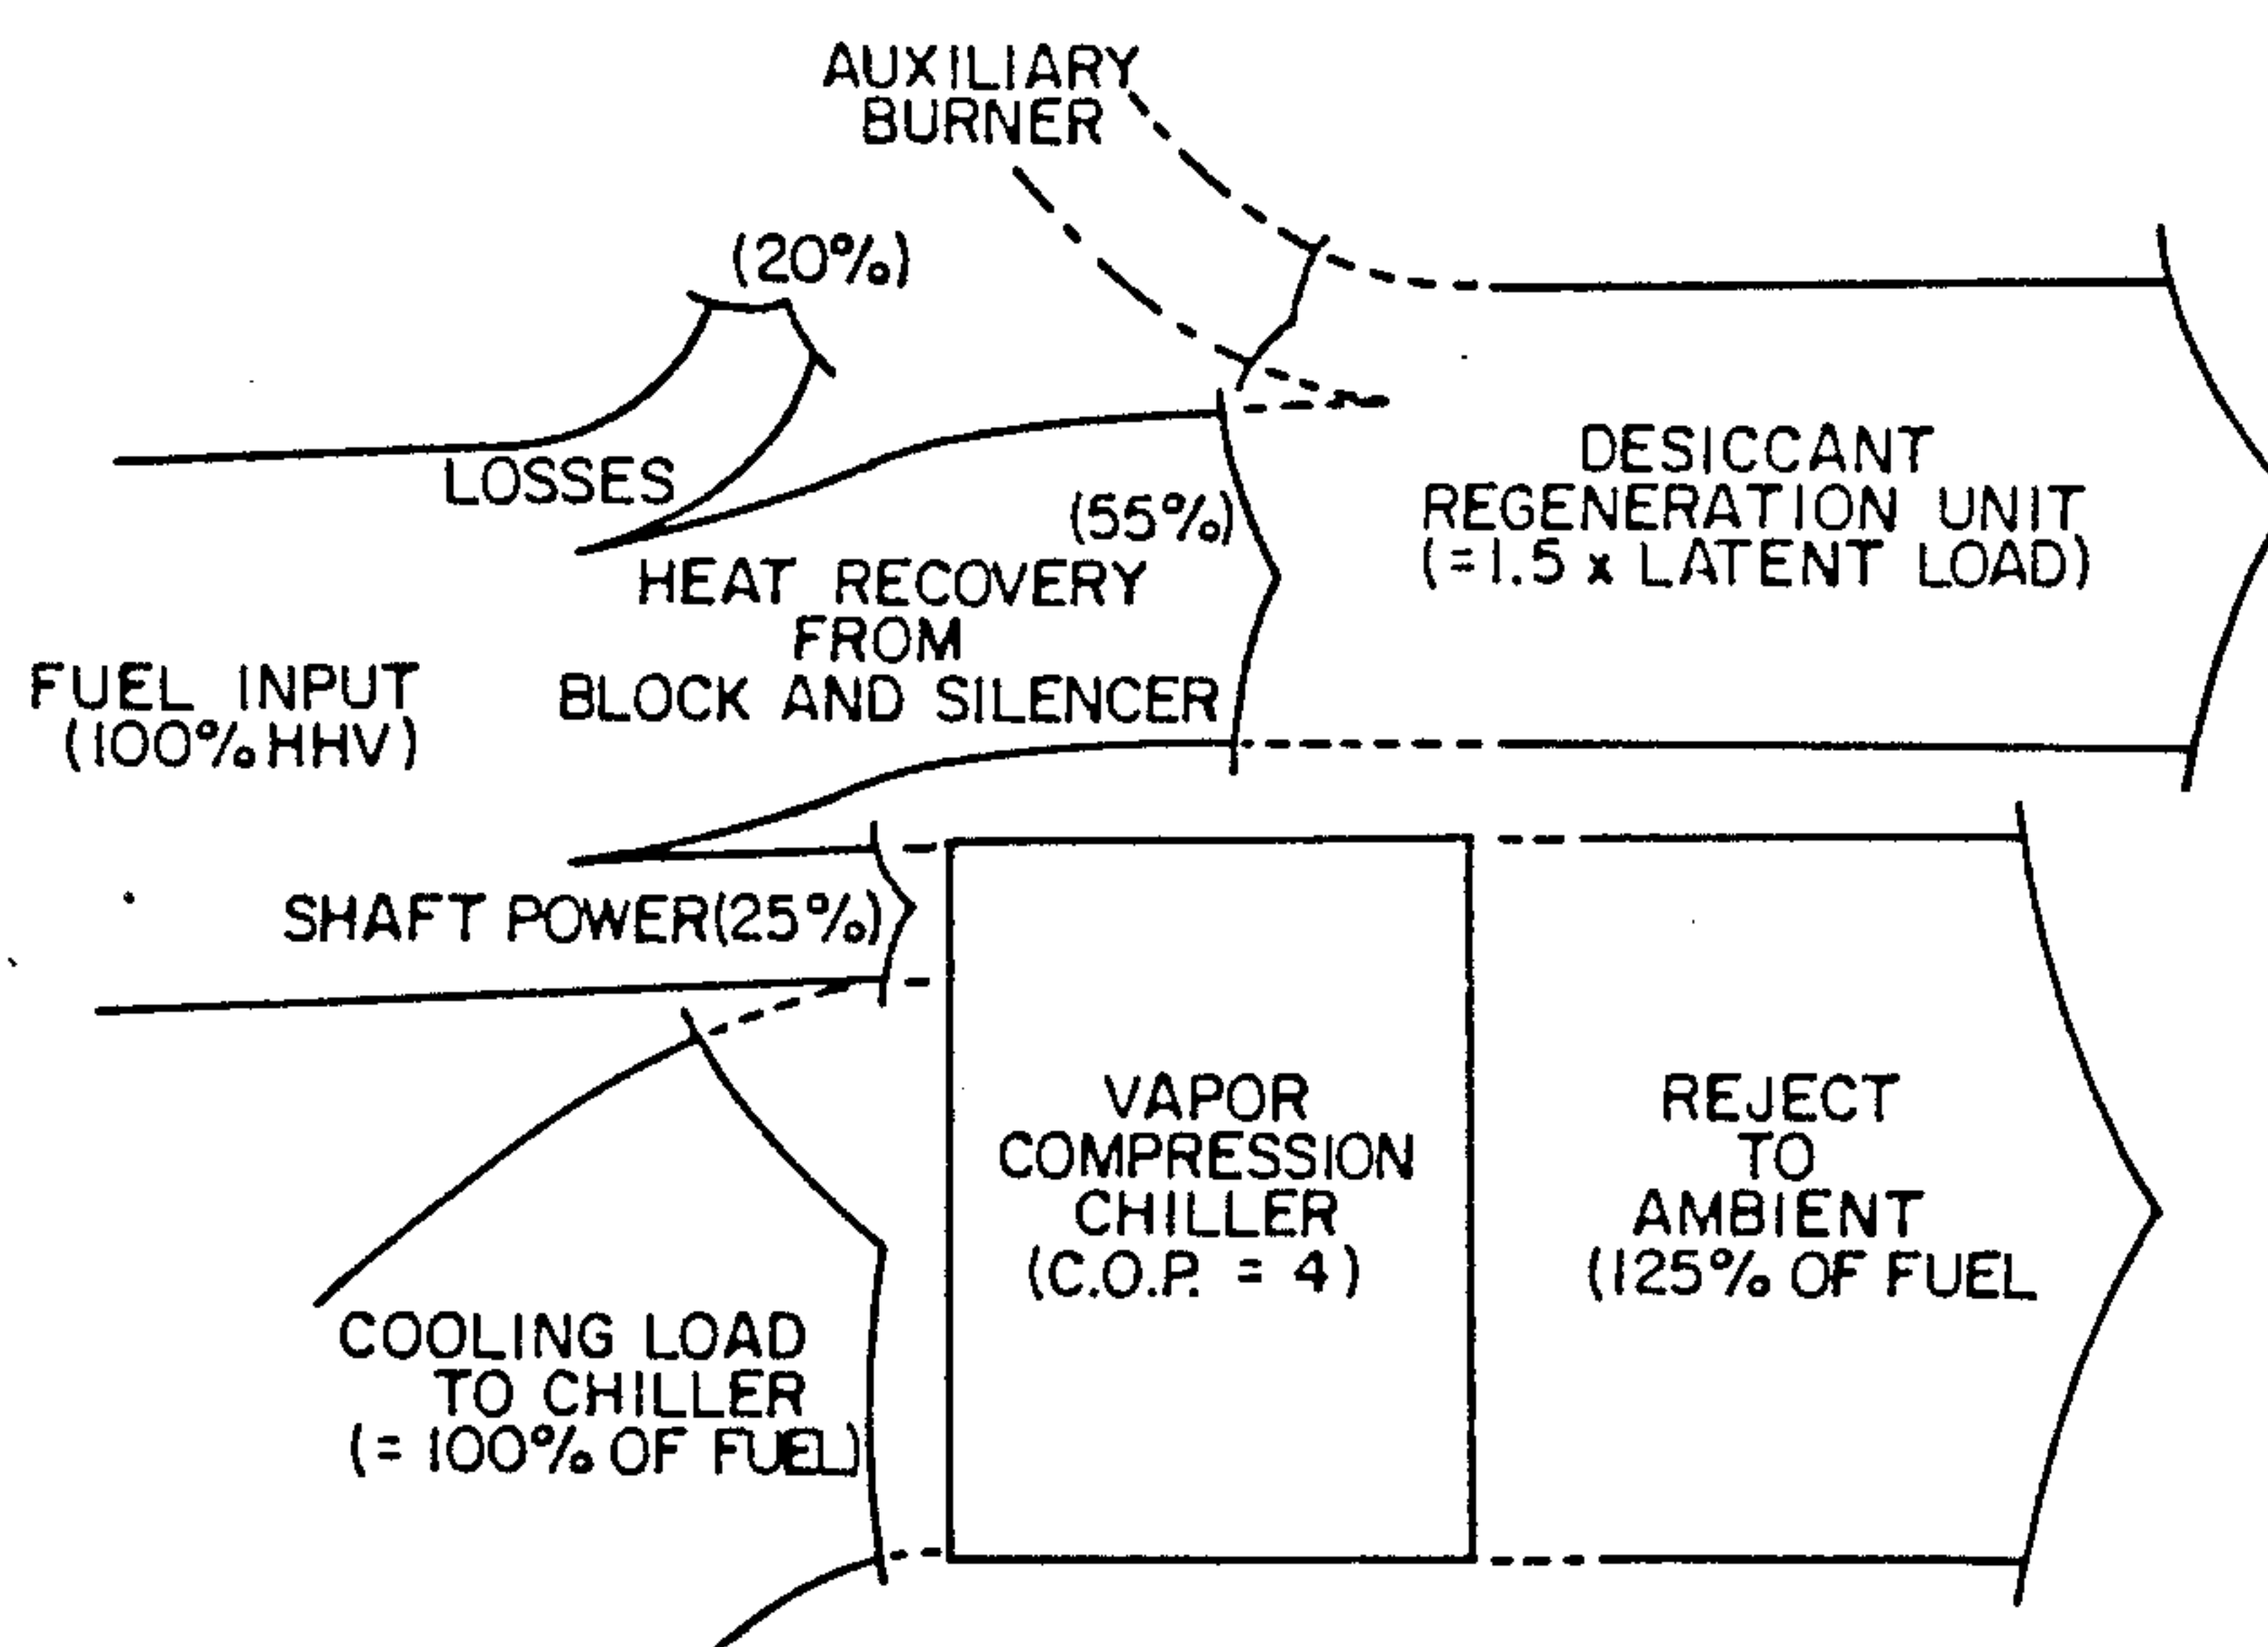 AUXILIARY
BURNER
(20%)
LOSSES
(55%)
HEAT RECOVERY
FROM
BLOCK AND SILENCER
DESICCANT
REGENERATION UNIT
(=1.5 x LATENT LOAD)
FUEL INPUT
(100% HHV)
SHAFT POWER (25%)
VAPOR
COMPRESSION
CHILLER
(C.O.P. = 4)
REJECT
TO
AMBIENT
(125% OF FUEL
COOLING LOAD
TO CHILLER
(= 100% OF FUEL)